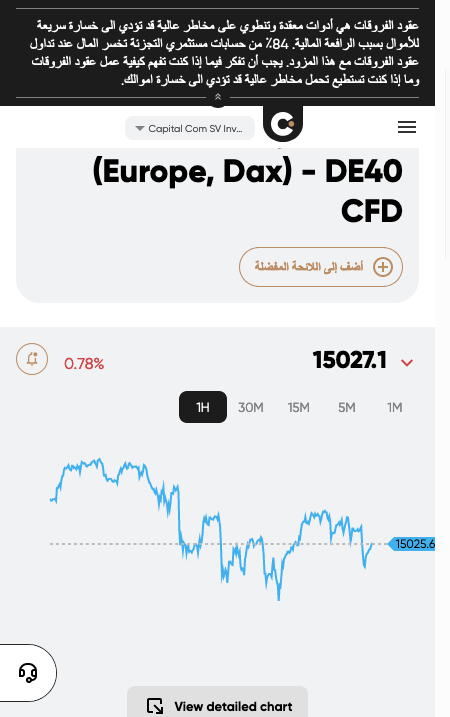 عقود الفروقات هي أدوات معقدة وتنطوي على مخاطر عالية قد تؤدي الى خسارة سريعة
للأموال بسبب الرافعة المالية. 84٪ من حسابات مستثمري التجزئة تخسر المال عند تداول
عقود الفروقات مع هذا المزود. يجب أن تفكر فيما إذا كنت تفهم كيفية عمل عقود الفروقات
وما إذا كنت تستطيع تحمل مخاطر عالية قد تؤدي الى خسارة اموالك.
Capital Com SV Inv...
(Europe, Dax) - DE40
CFD
أضف إلى اللائحة المفضلة
0.78%
15027.1
1H 30M 15M 5M 1M
15025.6
View detailed chart